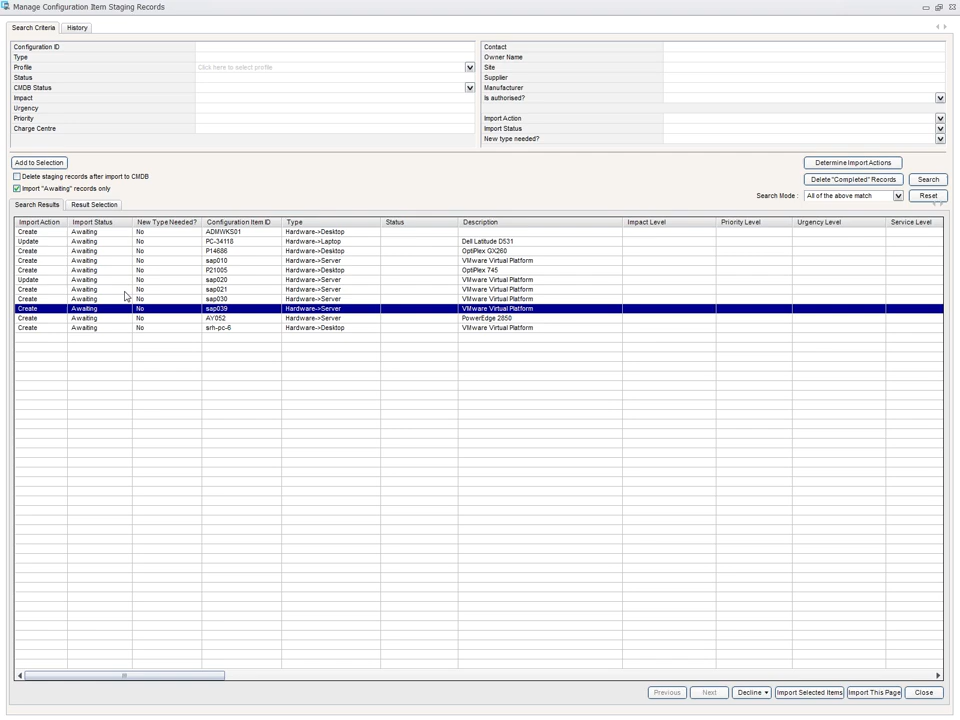 Manage Configuration Item Staging Records
Search Criteria History
Configuration ID
Type
Profile Click here to select profile
Status
CMDB Status
Impact
Urgency
Priority
Charge Centre
Contact
Owner Name
Site
Supplier
Manufacturer
Is authorised?
Import Action
Import Status
New type needed?
Add to Selection
Determine Import Actions
Delete staging records after import to CMDB
Delete "Completed" Records Search
Import "Awaiting" records only
Search Mode : All of the above match Reset
Search Results Result Selection
Import Action Import Status New Type Needed? Configuration Item ID Type Status Description Impact Level Priority Level Urgency Level Service Level
Create Awaiting No ADMWKS01 Hardware->Desktop
Update Awaiting No PC-34118 Hardware->Laptop Dell Latitude D531
Create Awaiting No P14686 Hardware->Desktop OptiPlex GX260
Create Awaiting No sap010 Hardware->Server VMware Virtual Platform
Create Awaiting No P21005 Hardware->Desktop OptiPlex 745
Update Awaiting No sap020 Hardware->Server VMware Virtual Platform
Create Awaiting No sap021 Hardware->Server VMware Virtual Platform
Create Awaiting No sap030 Hardware->Server VMware Virtual Platform
Create Awaiting No sap039 Hardware->Server VMware Virtual Platform
Create Awaiting No AY052 Hardware->Server PowerEdge 2850
Create Awaiting No srh-pc-6 Hardware->Desktop VMware Virtual Platform
Previous Next Decline Import Selected Items Import This Page Close